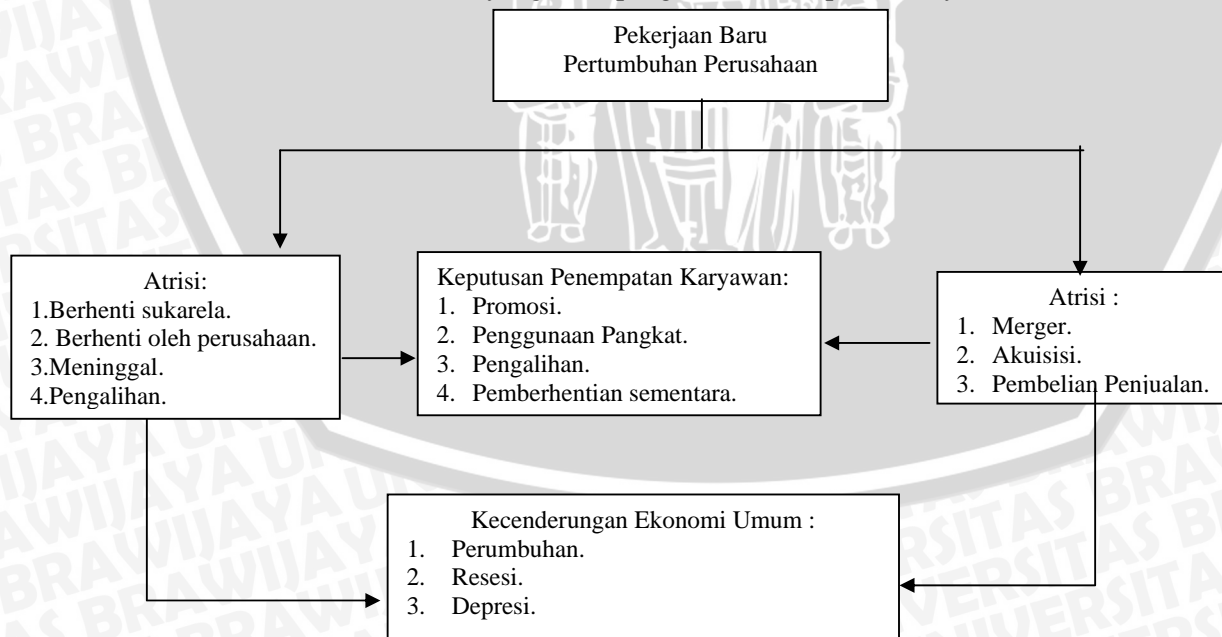 Pekerjaan Baru
Pertumbuhan Perusahaan
Atrisi:
1.Berhenti sukarela.
2. Berhenti oleh perusahaan.
3.Meninggal.
4.Pengalihan.
Keputusan Penempatan Karyawan:
1. Promosi.
2. Penggunaan Pangkat.
3. Pengalihan.
4. Pemberhentian sementara.
Atrisi :
1. Merger.
2. Akuisisi.
3. Pembelian Penjualan.
Kecenderungan Ekonomi Umum :
1. Perumbuhan.
2. Resesi.
3. Depresi.